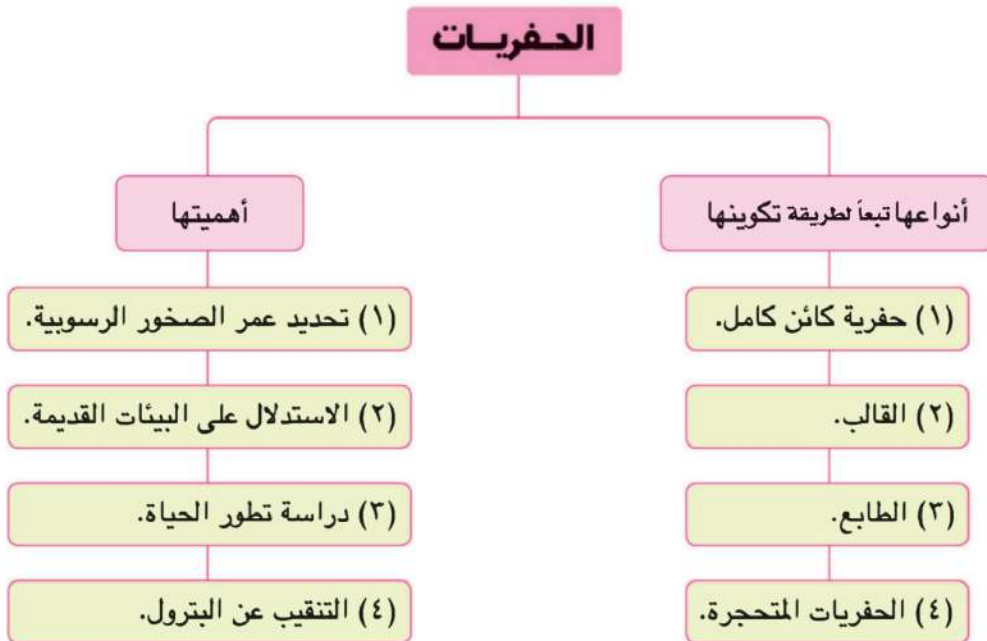 الحفريات
أنواعها تبعاً لطريقة تكوينها
(١) حفرية كائن كامل.
(٢) القالب.
(٣) الطابع.
(٤) الحفريات المتحجرة.
أهميتها
(١) تحديد عمر الصخور الرسوبية.
(٢) الاستدلال على البيئات القديمة.
(٣) دراسة تطور الحياة.
(٤) التنقيب عن البترول.